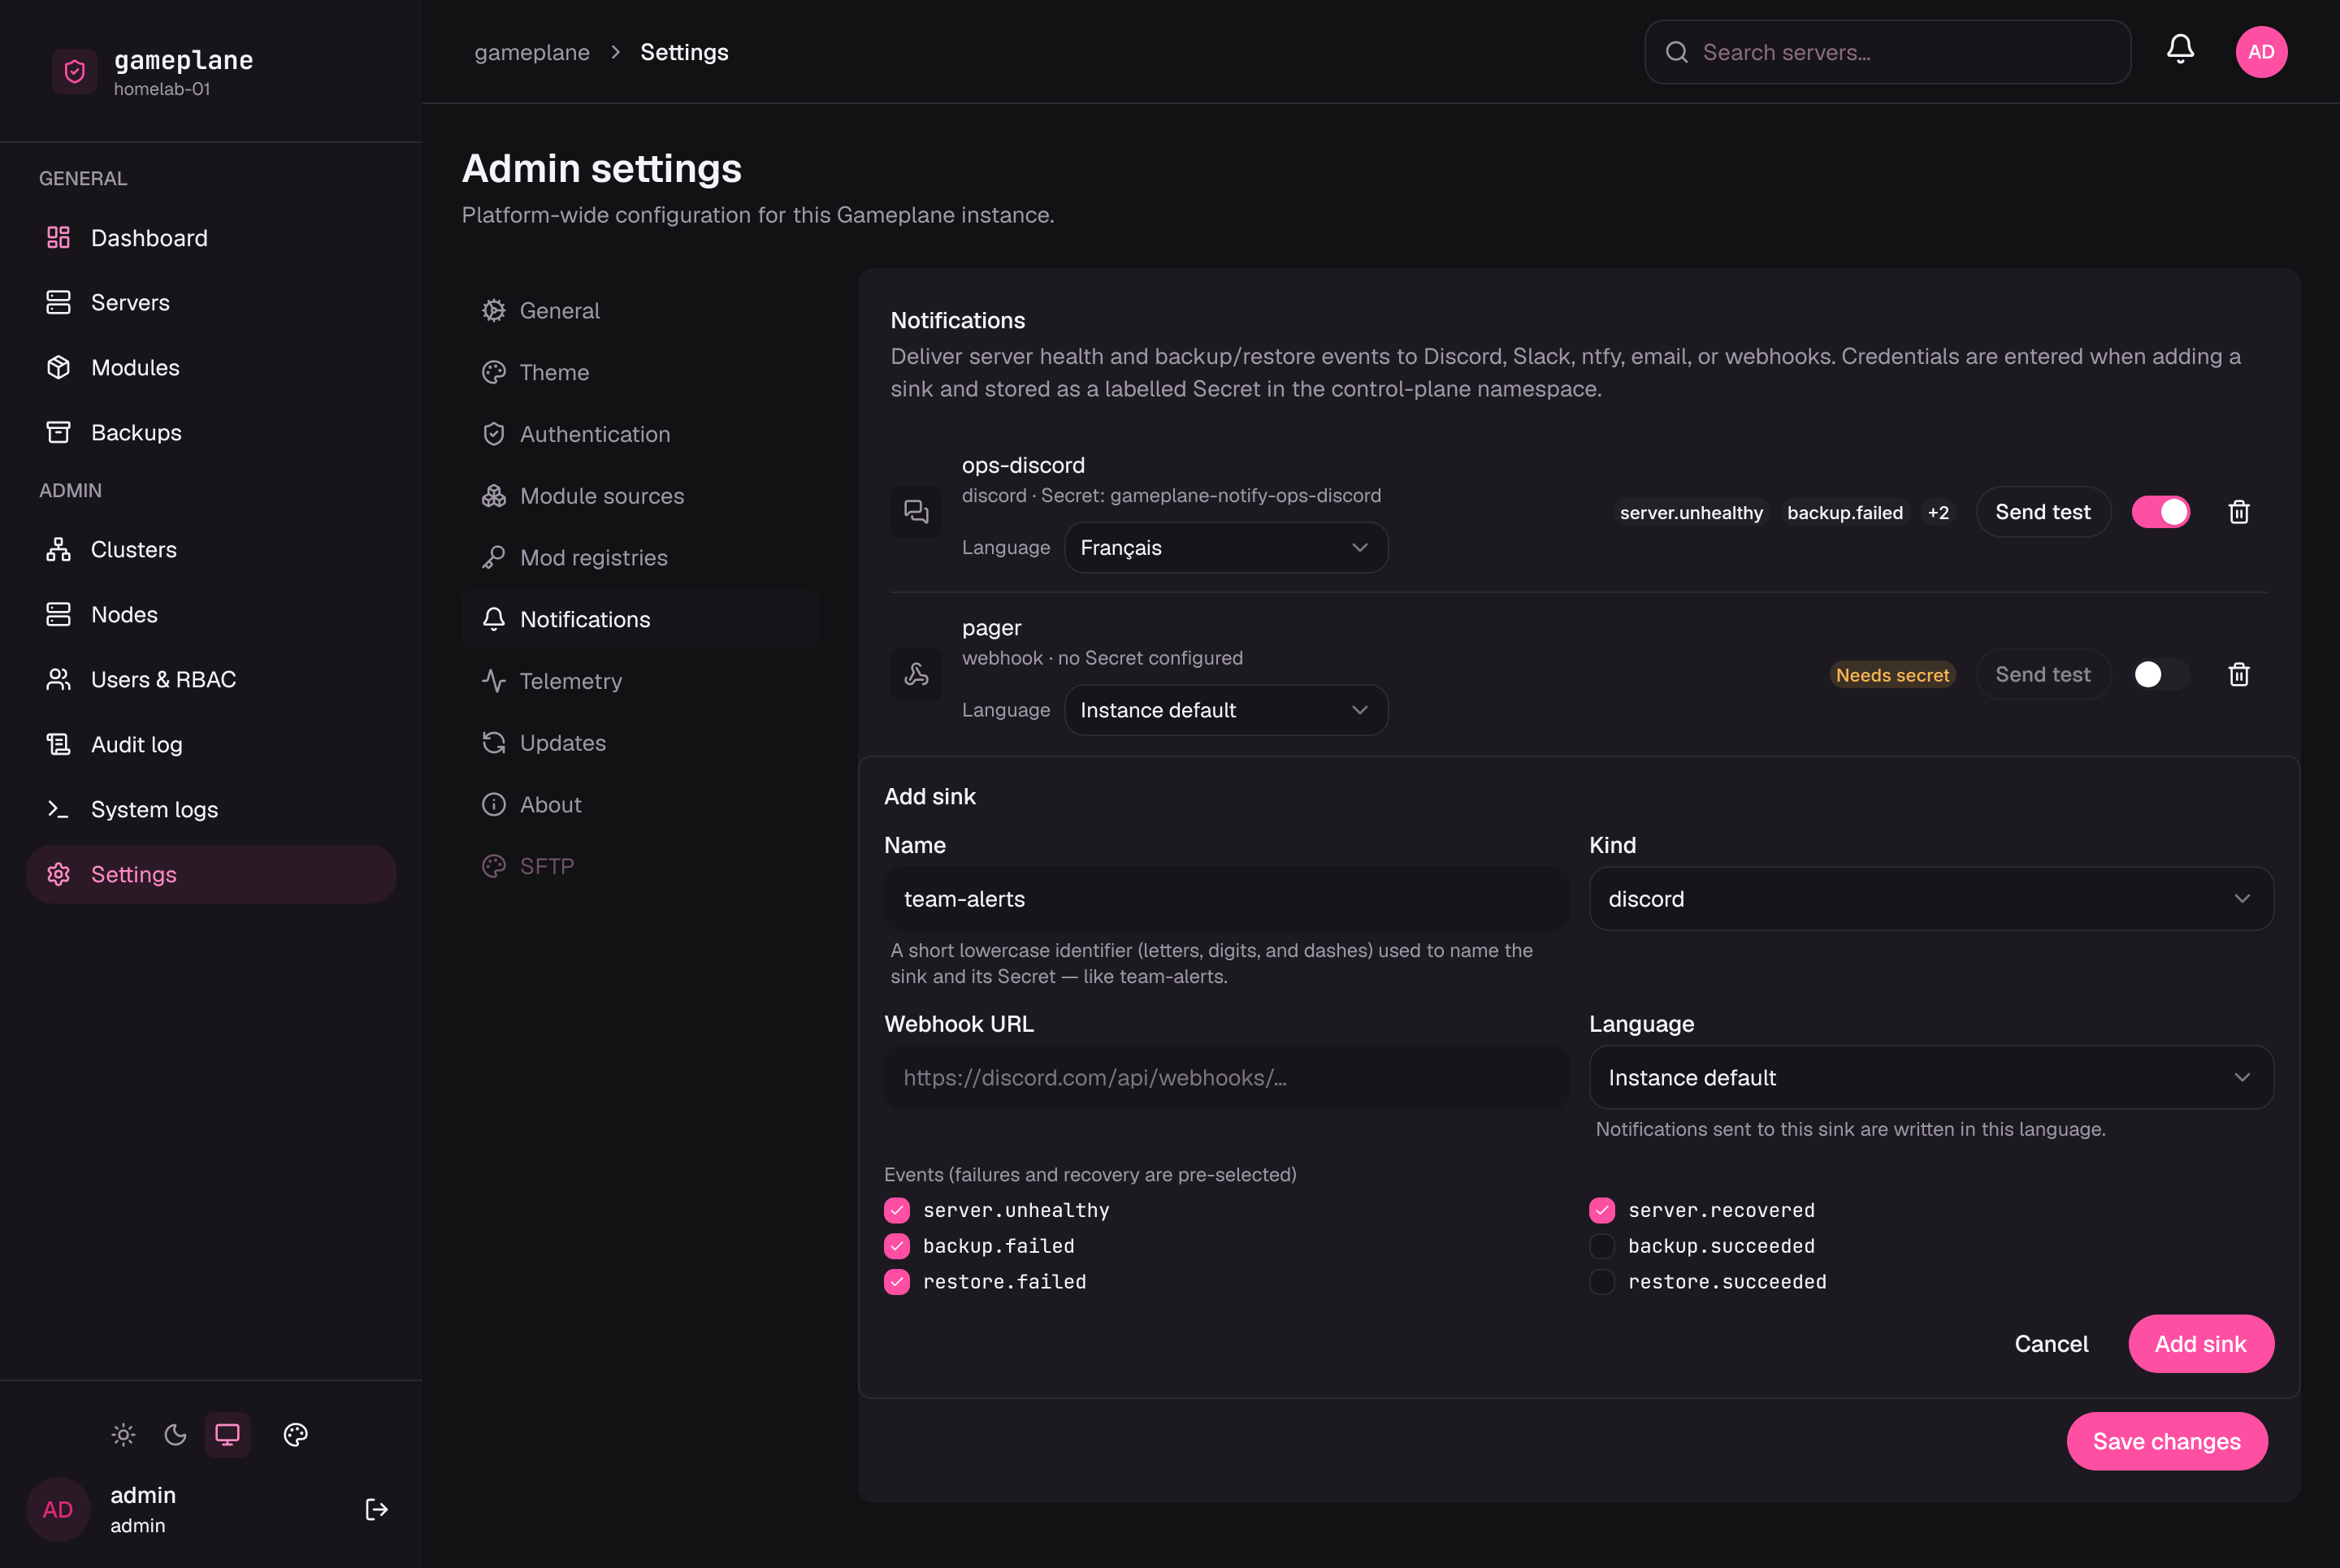 gameplane
homelab-01
GENERAL
Dashboard
Servers
Modules
Backups
ADMIN
Clusters
Nodes
Users & RBAC
Audit log
System logs
Settings
AD
admin
admin
gameplane > Settings
Search servers...
AD
Admin settings
Platform-wide configuration for this Gameplane instance.
General
Theme
Authentication
Module sources
Mod registries
Notifications
Telemetry
Updates
About
SFTP
Notifications
Deliver server health and backup/restore events to Discord, Slack, ntfy, email, or webhooks. Credentials are entered when adding a
sink and stored as a labelled Secret in the control-plane namespace.
ops-discord
discord · Secret: gameplane-notify-ops-discord
Language Français
server.unhealthy backup.failed +2 Send test
pager
webhook · no Secret configured
Language Instance default
Needs secret Send test
Add sink
Name
team-alerts
A short lowercase identifier (letters, digits, and dashes) used to name the
sink and its Secret — like team-alerts.
Kind
discord
Webhook URL
https://discord.com/api/webhooks/...
Language
Instance default
Notifications sent to this sink are written in this language.
Events (failures and recovery are pre-selected)
server.unhealthy
server.recovered
backup.failed
backup.succeeded
restore.failed
restore.succeeded
Cancel Add sink
Save changes